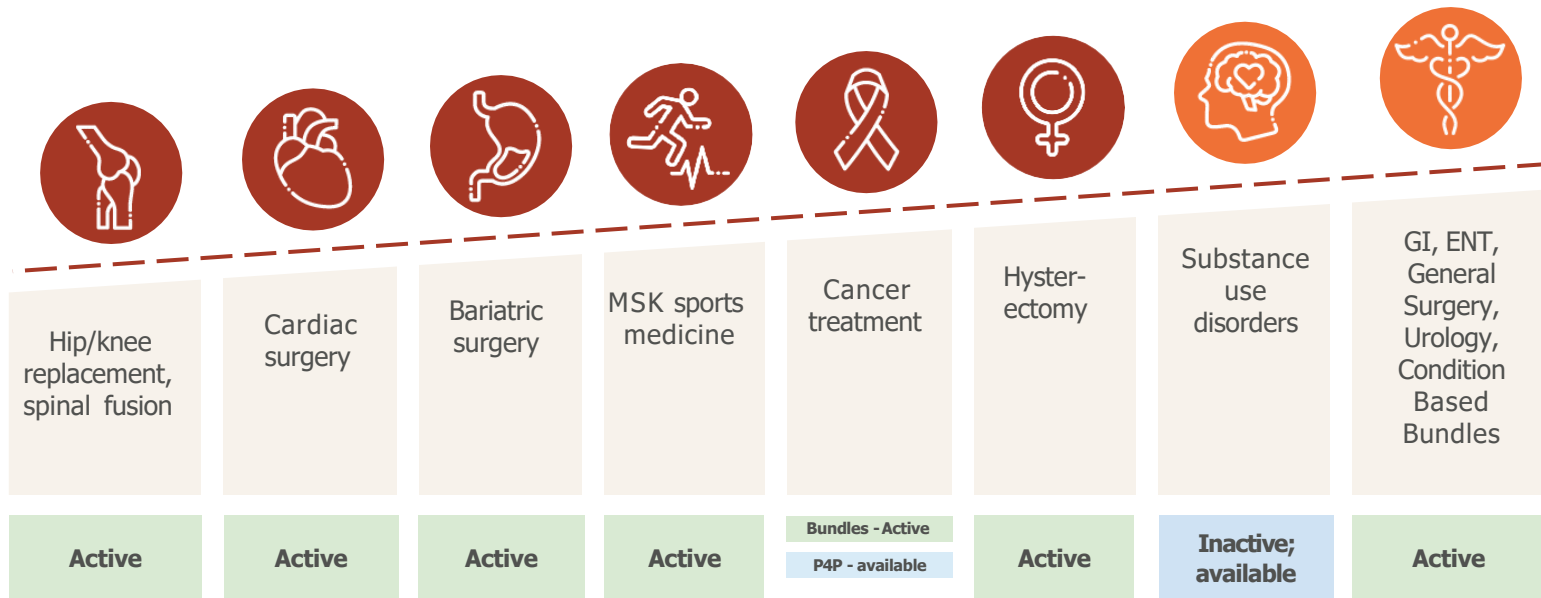 Hip/knee
replacement,
spinal fusion
Cardiac
surgery
Bariatric
surgery
MSK sports
medicine
Cancer
treatment
Hyster-
ectomy
Substance
use
disorders
GI, ENT,
General
Surgery,
Urology,
Condition
Based
Bundles
Active
Active
Active
Active
Bundles - Active
P4P - available
Active
Inactive;
available
Active